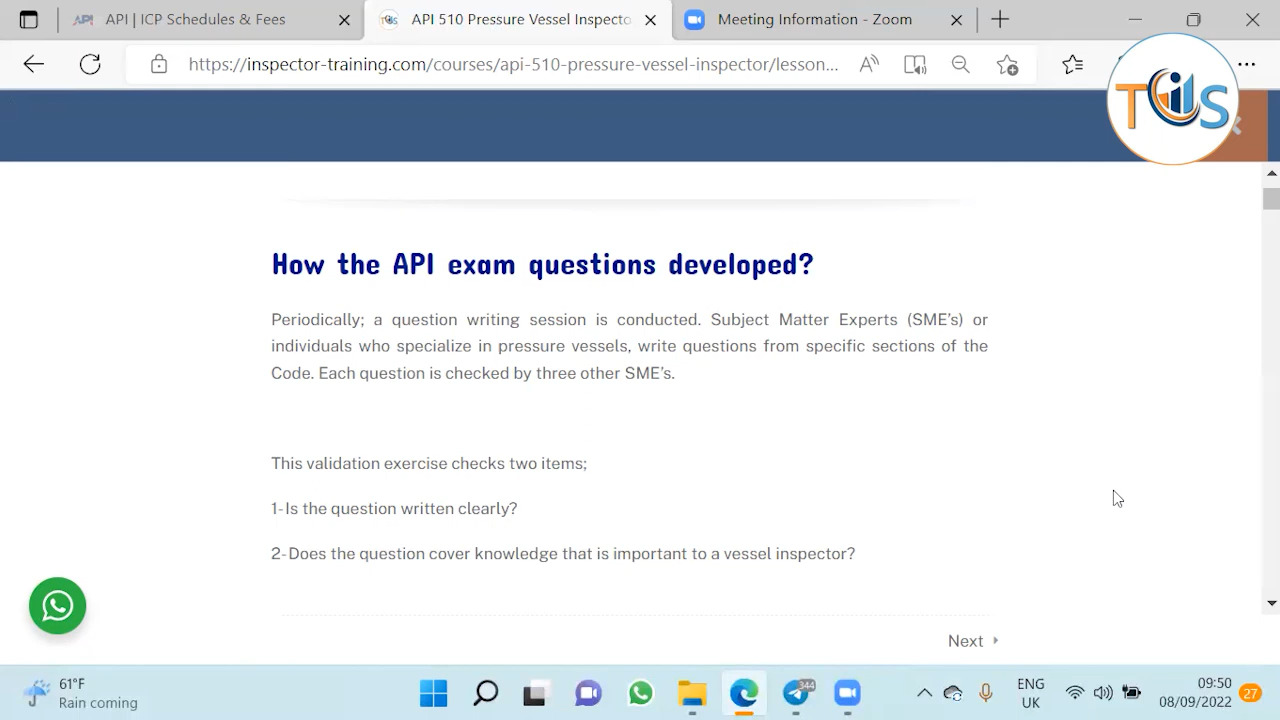 API | ICP Schedules & Fees
API 510 Pressure Vessel Inspecto
Meeting Information - Zoom
https://inspector-training.com/courses/api-510-pressure-vessel-inspector/lesson...
TIS
How the API exam questions developed?
Periodically; a question writing session is conducted. Subject Matter Experts (SME's) or
individuals who specialize in pressure vessels, write questions from specific sections of the
Code. Each question is checked by three other SME's.
This validation exercise checks two items;
1-Is the question written clearly?
2-Does the question cover knowledge that is important to a vessel inspector?
Next
61°F
Rain coming
344
ENG
UK
09:50
08/09/2022
27